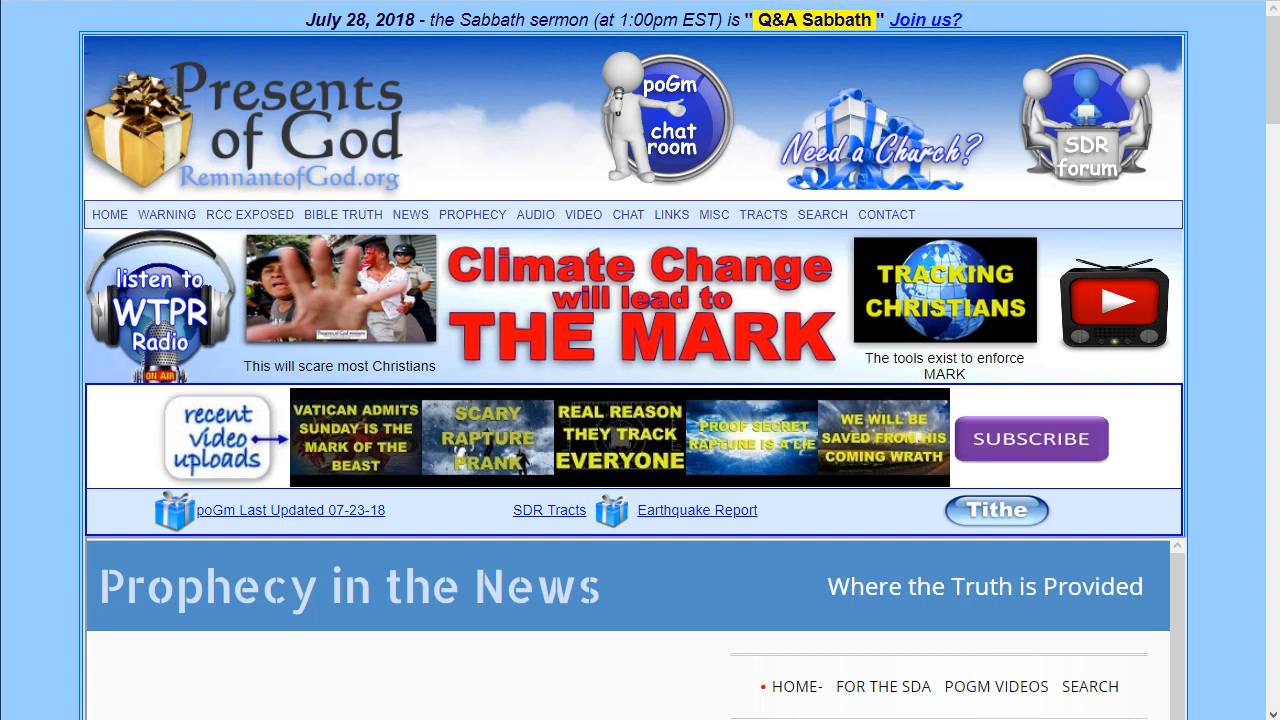 July 28, 2018 - the Sabbath sermon (at 1:00pm EST) is " Q&A Sabbath " Join us?
Presents
of God
RemnantofGod.org
poGm
chat
room
Need a Church?
SDR
forum
HOME WARNING RCC EXPOSED BIBLE TRUTH NEWS PROPHECY AUDIO VIDEO CHAT LINKS MISC TRACTS SEARCH CONTACT
listen to
WTPR
Radio
ON AIR
This will scare most Christians
Climate Change
will lead to
THE MARK
TRACKING
CHRISTIANS
The tools exist to enforce
MARK
recent
video
uploads
VATICAN ADMITS
SUNDAY IS THE
MARK OF THE
BEAST
SCARY
RAPTURE
PRANK
REAL REASON
THEY TRACK
EVERYONE
PROOF SECRET
RAPTURE IS A LIE
WE WILL BE
SAVED FROM HIS
COMING WRATH
SUBSCRIBE
poGm Last Updated 07-23-18
SDR Tracts
Earthquake Report
Tithe
Prophecy in the News
Where the Truth is Provided
HOME- FOR THE SDA POGM VIDEOS SEARCH